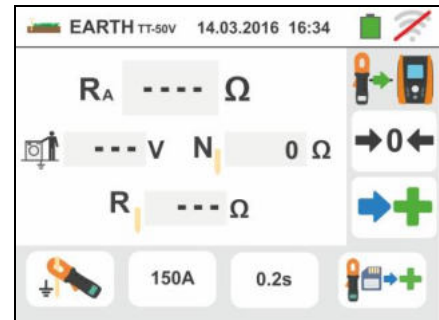 EARTH TT-50V 14.03.2016 16:34
RA ---- Ω
--- V N 0 Ω
R --- Ω
➔0←
150A 0.2s